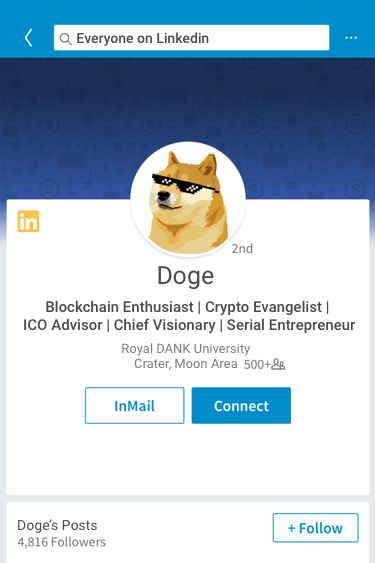 Everyone on Linkedin
in
2nd
Doge
Blockchain Enthusiast | Crypto Evangelist |
ICO Advisor | Chief Visionary | Serial Entrepreneur
Royal DANK University
Crater, Moon Area 500+
InMail Connect
Doge's Posts
+ Follow
4,816 Followers